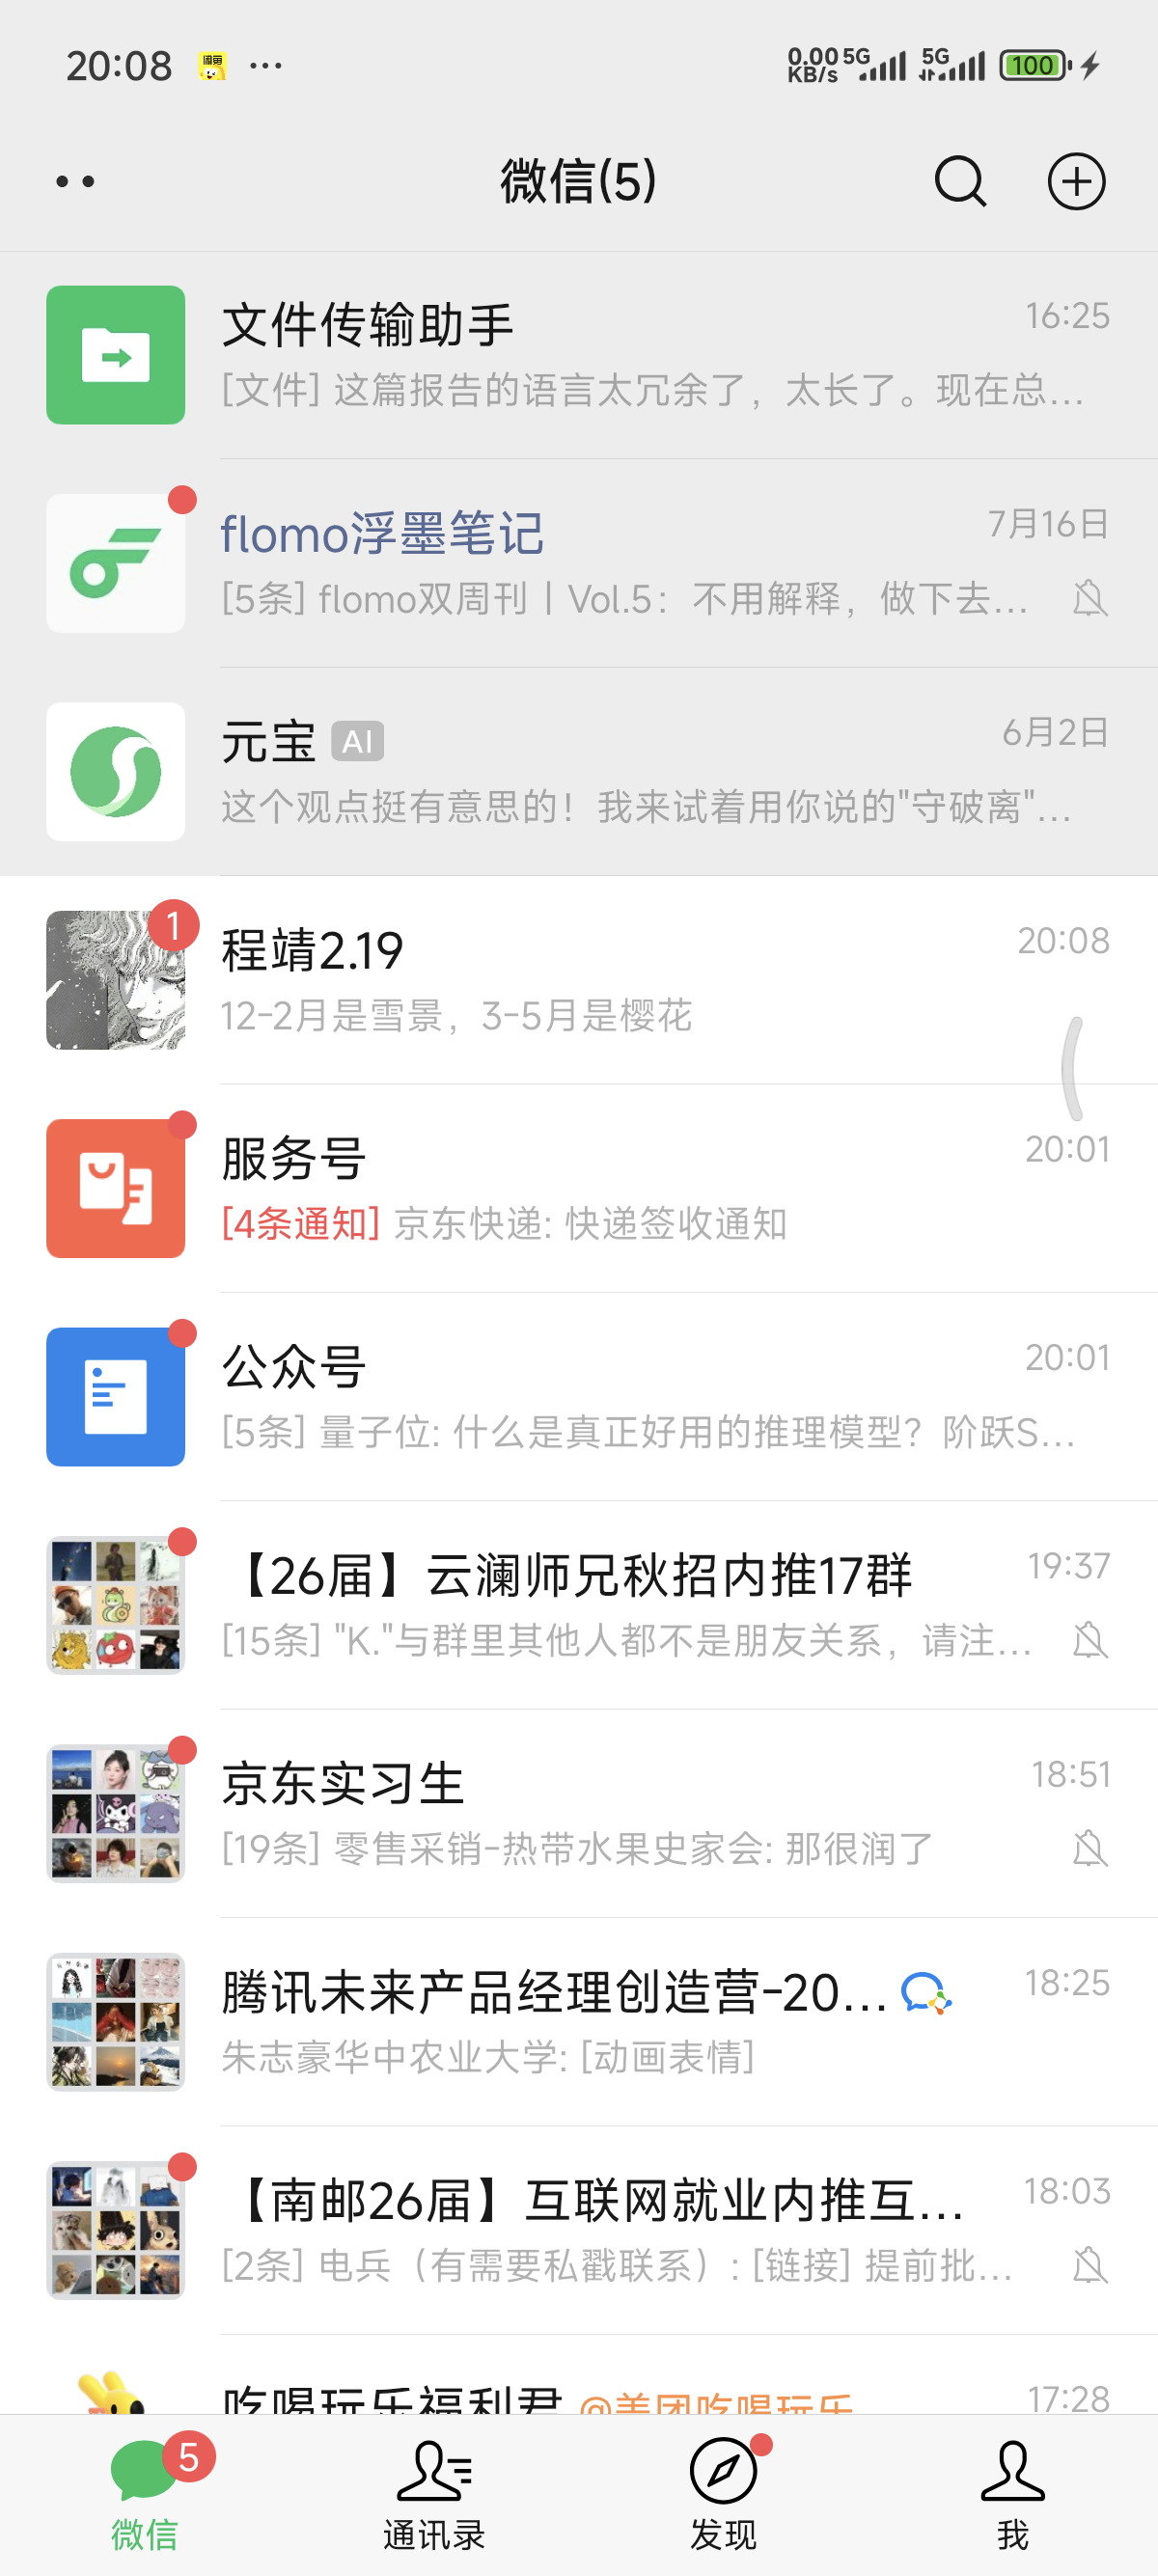 20:08 闲鱼 ... 0.00 KB/s 5G 5G 100
微信(5)
文件传输助手 16:25
[文件] 这篇报告的语言太冗余了，太长了。现在总...
flomo浮墨笔记 7月16日
[5条] flomo双周刊丨Vol.5：不用解释，做下去...
元宝 AI 6月2日
这个观点挺有意思的！我来试着用你说的"守破离"...
1
程靖2.19 20:08
12-2月是雪景，3-5月是樱花
服务号 20:01
[4条通知] 京东快递: 快递签收通知
公众号 20:01
[5条] 量子位: 什么是真正好用的推理模型？阶跃S...
【26届】云澜师兄秋招内推17群 19:37
[15条] "K."与群里其他人都不是朋友关系，请注...
京东实习生 18:51
[19条] 零售采销-热带水果史家会: 那很润了
腾讯未来产品经理创造营-20... 18:25
朱志豪华中农业大学: [动画表情]
【南邮26届】互联网就业内推互... 18:03
[2条] 电兵（有需要私戳联系）: [链接] 提前批...
吃喝玩乐福利君 @美团吃喝玩乐 17:28
5
微信 通讯录 发现 我